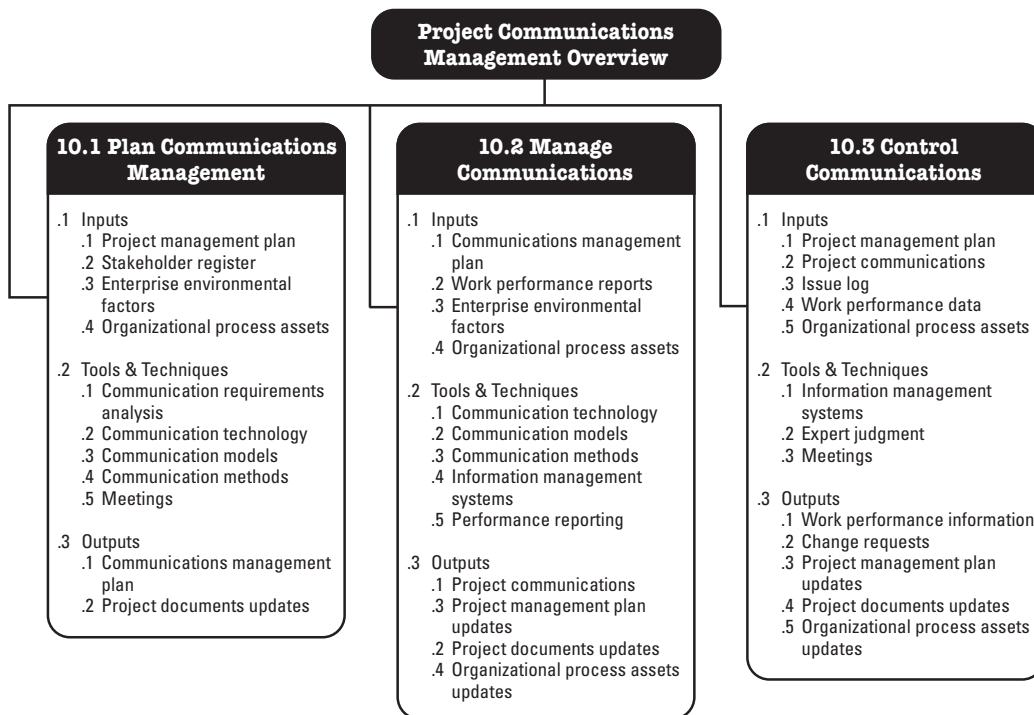 Project Communications
Management Overview
10.1 Plan Communications
Management
.1 Inputs
.1 Project management plan
.2 Stakeholder register
.3 Enterprise environmental
factors
.4 Organizational process assets
.2 Tools & Techniques
.1 Communication requirements
analysis
.2 Communication technology
.3 Communication models
.4 Communication methods
.5 Meetings
.3 Outputs
.1 Communications management
plan
.2 Project documents updates
10.2 Manage
Communications
.1 Inputs
.1 Communications management
plan
.2 Work performance reports
.3 Enterprise environmental
factors
.4 Organizational process assets
.2 Tools & Techniques
.1 Communication technology
.2 Communication models
.3 Communication methods
.4 Information management
systems
.5 Performance reporting
.3 Outputs
.1 Project communications
.3 Project management plan
updates
.2 Project documents updates
.4 Organizational process assets
updates
10.3 Control
Communications
.1 Inputs
.1 Project management plan
.2 Project communications
.3 Issue log
.4 Work performance data
.5 Organizational process assets
.2 Tools & Techniques
.1 Information management
systems
.2 Expert judgment
.3 Meetings
.3 Outputs
.1 Work performance information
.2 Change requests
.3 Project management plan
updates
.4 Project documents updates
.5 Organizational process assets
updates